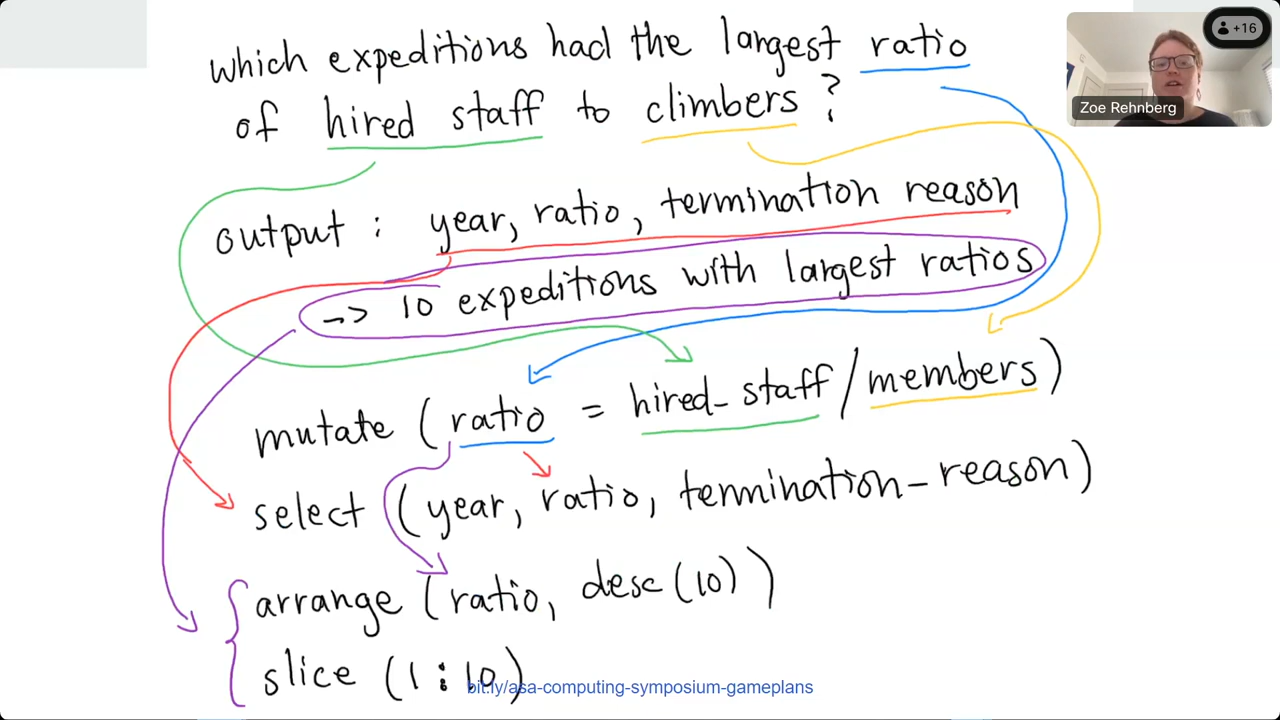 which expeditions had the largest ratio
of hired staff to climbers ?
+16
Zoe Rehnberg
output : year, ratio, termination reason
-> 10 expeditions with largest ratios
mutate ( ratio = hired_staff / members )
select ( year, ratio, termination_reason )
arrange ( ratio, desc (10) )
slice ( 1 : 10 )
bit.ly/asa-computing-symposium-gameplans